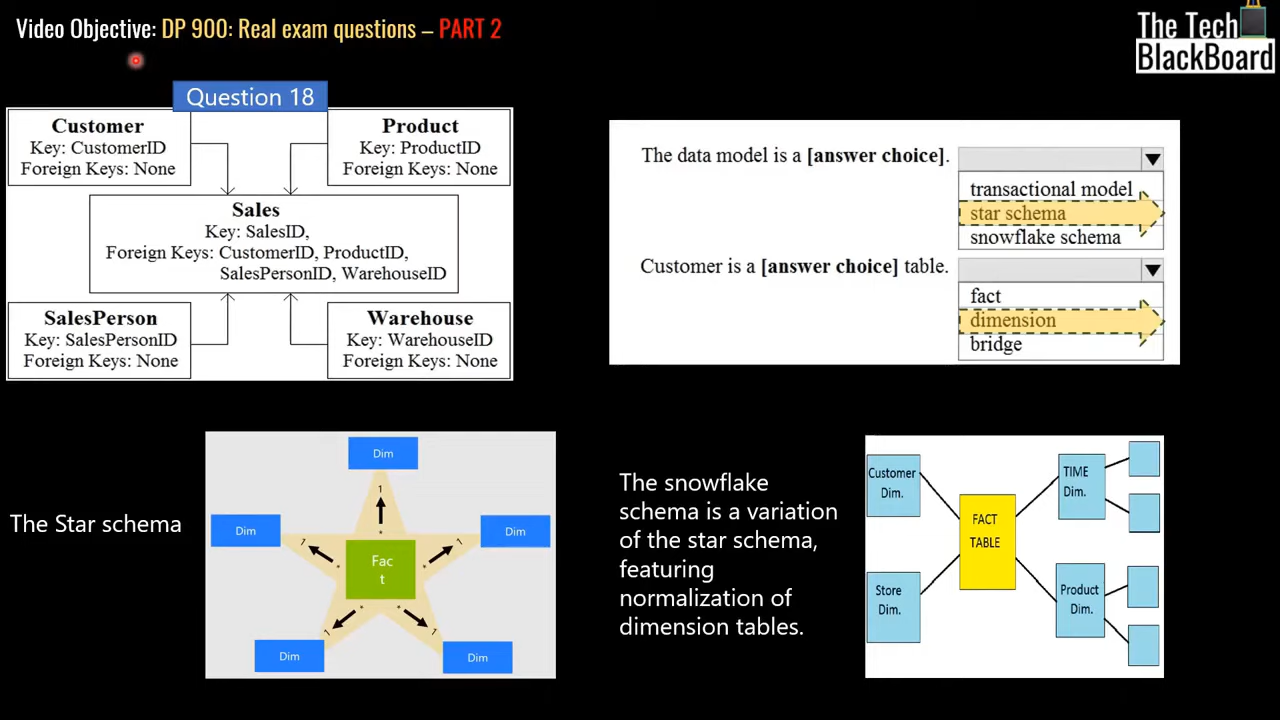 Video Objective: DP 900: Real exam questions – PART 2
The Tech
BlackBoard
Question 18
Customer
Key: CustomerID
Foreign Keys: None
Product
Key: ProductID
Foreign Keys: None
Sales
Key: SalesID,
Foreign Keys: CustomerID, ProductID,
SalesPersonID, WarehouseID
SalesPerson
Key: SalesPersonID
Foreign Keys: None
Warehouse
Key: WarehouseID
Foreign Keys: None
The data model is a [answer choice].
transactional model
star schema
snowflake schema
Customer is a [answer choice] table.
fact
dimension
bridge
The Star schema
Dim
1
*
Dim
1
*
Dim
1
*
Fac
t
*
1
Dim
*
1
Dim
The snowflake
schema is a variation
of the star schema,
featuring
normalization of
dimension tables.
Customer
Dim.
TIME
Dim.
FACT
TABLE
Store
Dim.
Product
Dim.